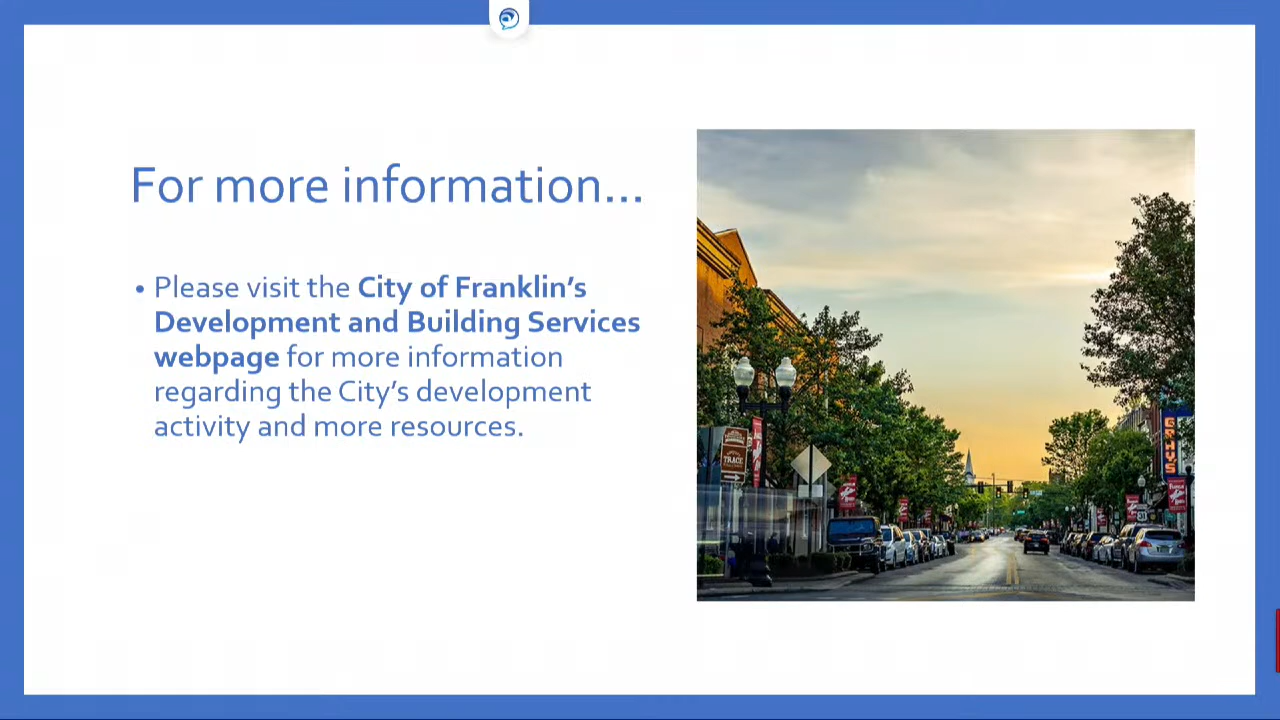 For more information...
• Please visit the City of Franklin's
Development and Building Services
webpage for more information
regarding the City's development
activity and more resources.
TRACE